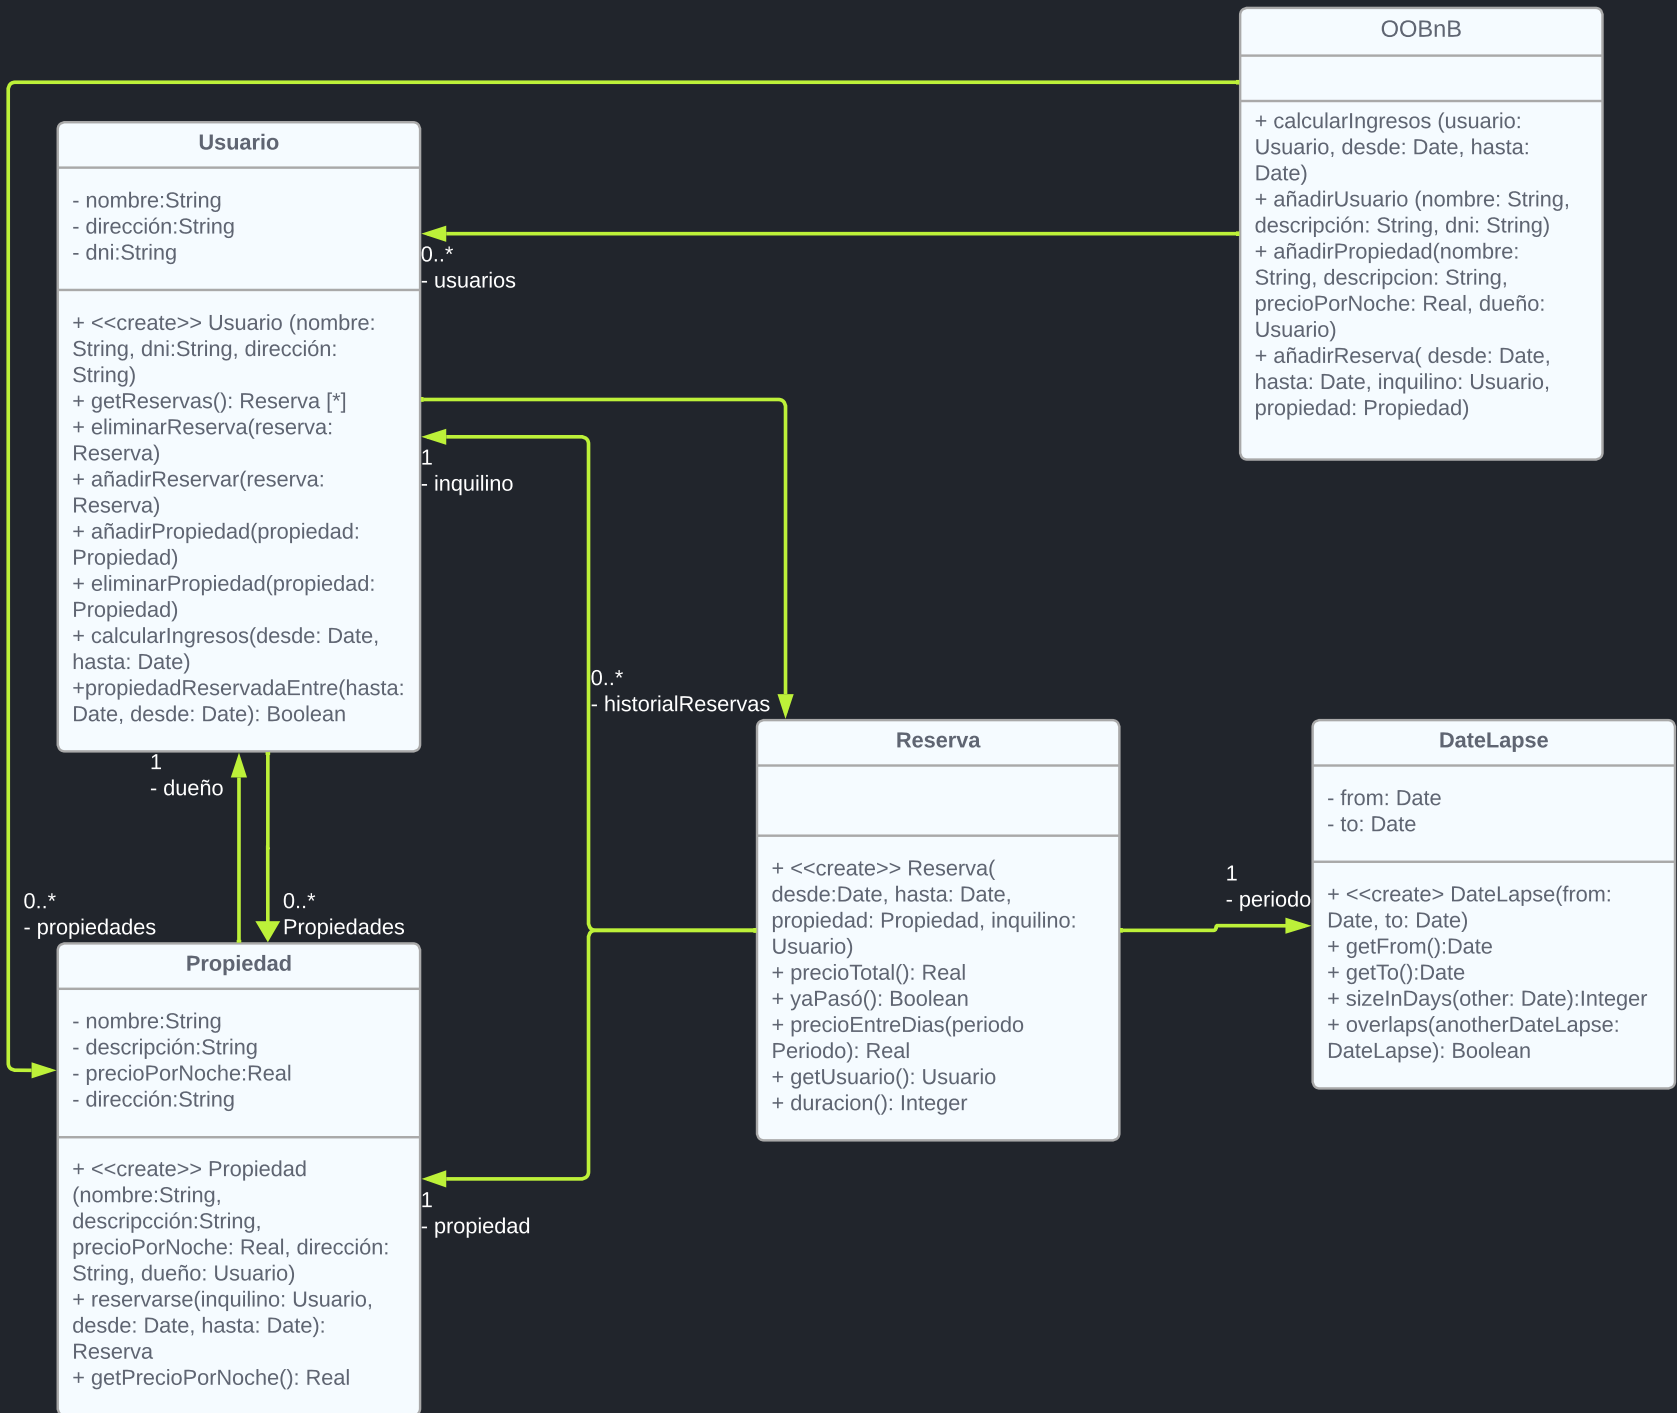 OOBnB
+ calcularIngresos (usuario:
Usuario, desde: Date, hasta:
Date)
+ añadirUsuario (nombre: String,
descripción: String, dni: String)
+ añadirPropiedad(nombre:
String, descripcion: String,
precioPorNoche: Real, dueño:
Usuario)
+ añadirReserva( desde: Date,
hasta: Date, inquilino: Usuario,
propiedad: Propiedad)
Usuario
- nombre:String
- dirección:String
- dni:String
+ <<create>> Usuario (nombre:
String, dni:String, dirección:
String)
+ getReservas(): Reserva [*]
+ eliminarReserva(reserva:
Reserva)
+ añadirReservar(reserva:
Reserva)
+ añadirPropiedad(propiedad:
Propiedad)
+ eliminarPropiedad(propiedad:
Propiedad)
+ calcularIngresos(desde: Date,
hasta: Date)
+propiedadReservadaEntre(hasta:
Date, desde: Date): Boolean
0..*
- usuarios
1
- inquilino
0..*
- historialReservas
1
- dueño
0..*
- propiedades
0..*
Propiedades
Reserva
+ <<create>> Reserva(
desde:Date, hasta: Date,
propiedad: Propiedad, inquilino:
Usuario)
+ precioTotal(): Real
+ yaPasó(): Boolean
+ precioEntreDias(periodo
Periodo): Real
+ getUsuario(): Usuario
+ duracion(): Integer
1
- periodo
DateLapse
- from: Date
- to: Date
+ <<create> DateLapse(from:
Date, to: Date)
+ getFrom():Date
+ getTo():Date
+ sizeInDays(other: Date):Integer
+ overlaps(anotherDateLapse:
DateLapse): Boolean
Propiedad
- nombre:String
- descripción:String
- precioPorNoche:Real
- dirección:String
+ <<create>> Propiedad
(nombre:String,
descripcción:String,
precioPorNoche: Real, dirección:
String, dueño: Usuario)
+ reservarse(inquilino: Usuario,
desde: Date, hasta: Date):
Reserva
+ getPrecioPorNoche(): Real
1
- propiedad